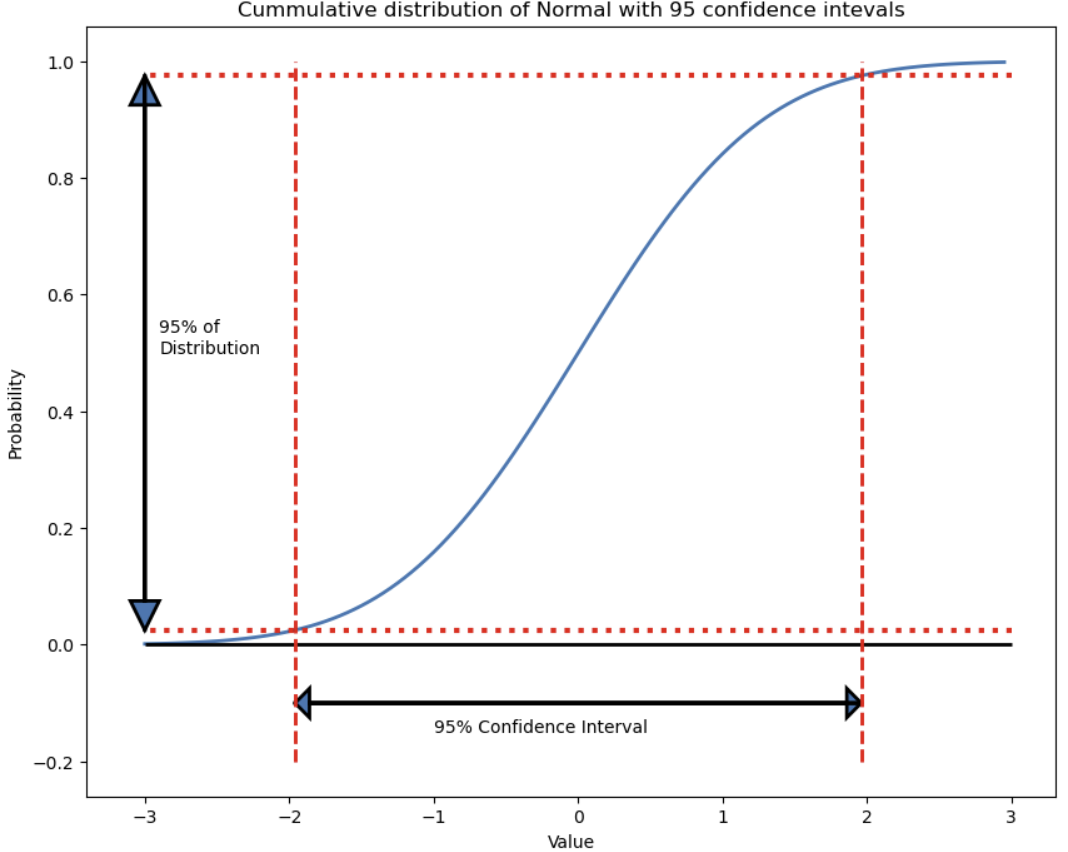 Cummulative distribution of Normal with 95 confidence intevals
1.0
0.8
0.6
0.4
0.2
0.0
−0.2
Probability
95% of
Distribution
95% Confidence Interval
−3 −2 −1 0 1 2 3
Value